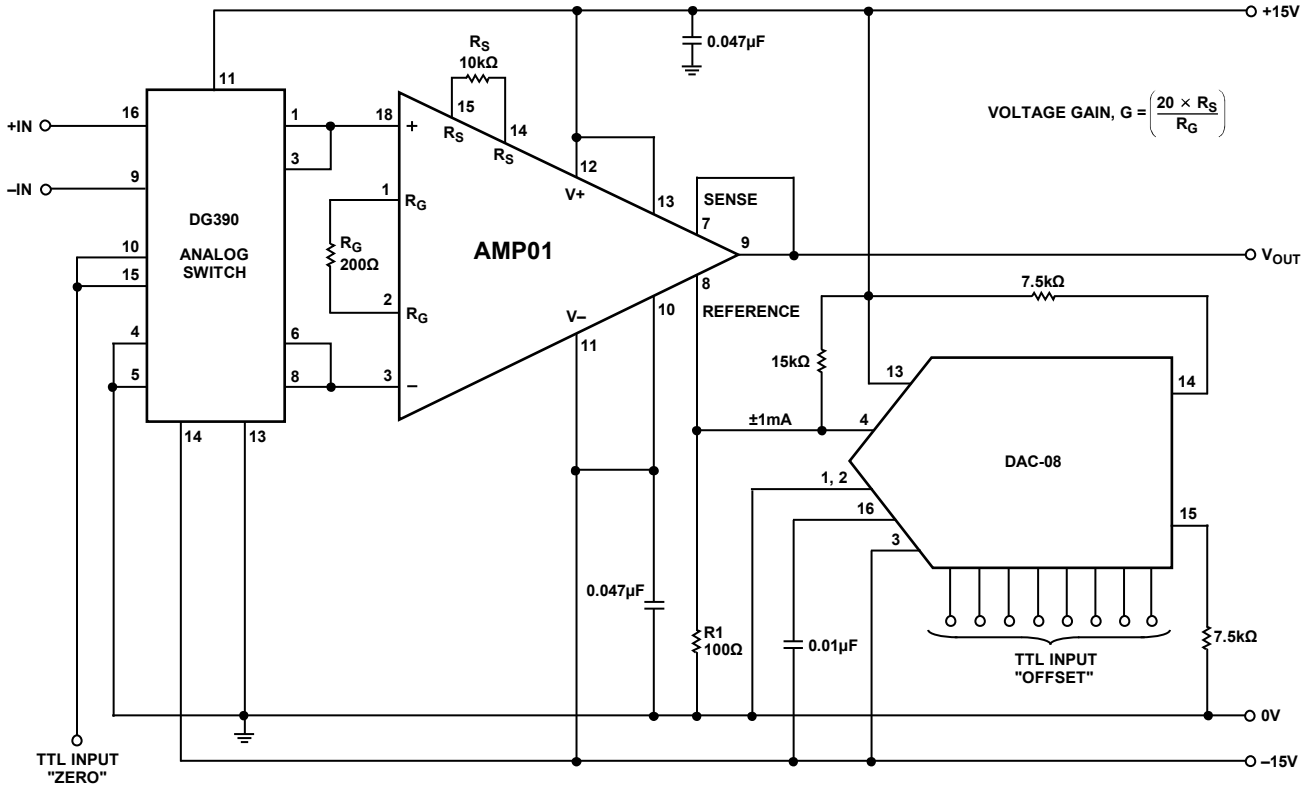 +15V
0.047µF
R_S
10kΩ
11
15
R_S
14
R_S
VOLTAGE GAIN, G = (20 × R_S / R_G)
+IN
16
1
18
+
3
12
V+
13
–IN
9
1
R_G
SENSE
7
DG390
ANALOG
SWITCH
R_G
200Ω
AMP01
9
V_OUT
10
15
8
7.5kΩ
2
R_G
REFERENCE
10
V–
11
4
6
15kΩ
5
8
3
–
13
14
14
13
±1mA
4
DAC-08
1, 2
16
15
3
0.047µF
R1
100Ω
0.01µF
7.5kΩ
TTL INPUT
"OFFSET"
0V
TTL INPUT
"ZERO"
–15V